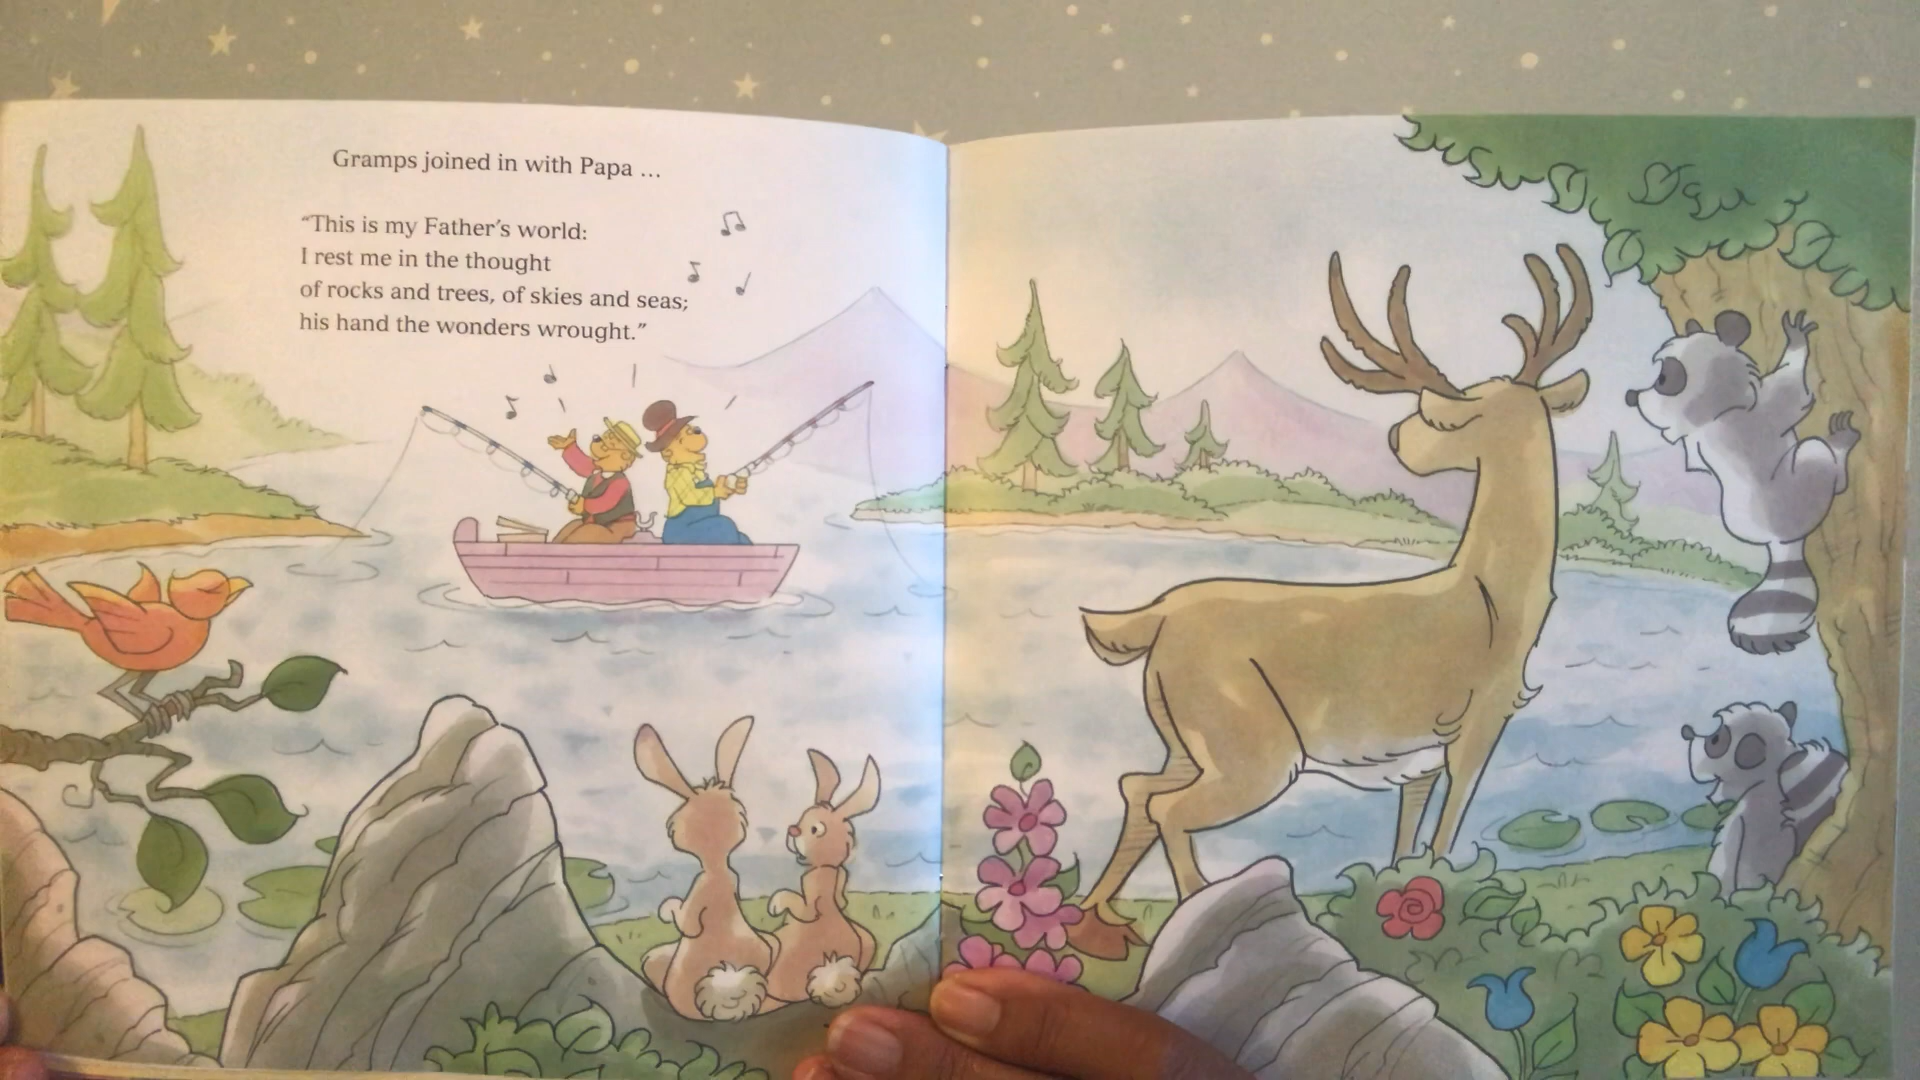 Gramps joined in with Papa ...
“This is my Father’s world:
I rest me in the thought
of rocks and trees, of skies and seas;
his hand the wonders wrought.”